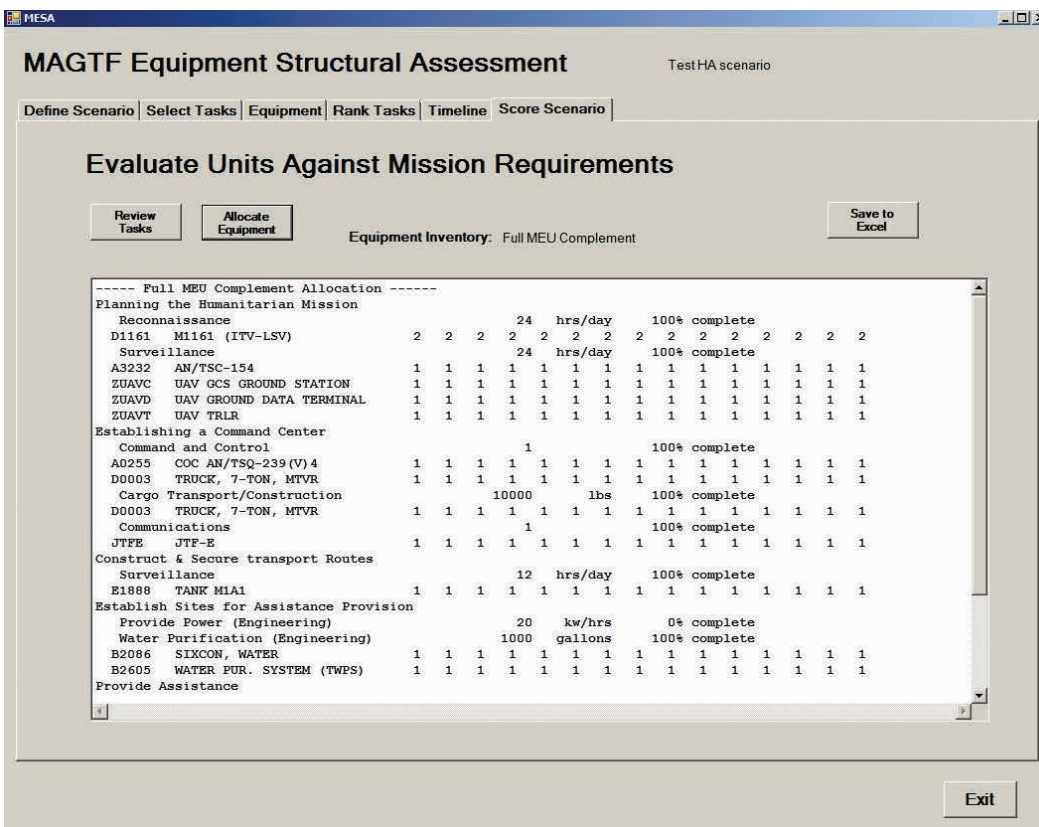 MESA
MAGTF Equipment Structural Assessment Test HA scenario
Define Scenario Select Tasks Equipment Rank Tasks Timeline Score Scenario
Evaluate Units Against Mission Requirements
Review Tasks Allocate Equipment Save to Excel
Equipment Inventory: Full MEU Complement
----- Full MEU Complement Allocation ------
Planning the Humanitarian Mission
Reconnaissance 24 hrs/day 100% complete
D1161 M1161 (ITV-LSV) 2 2 2 2 2 2 2 2 2 2 2 2 2 2 2
Surveillance 24 hrs/day 100% complete
A3232 AN/TSC-154 1 1 1 1 1 1 1 1 1 1 1 1 1 1 1
ZUAVC UAV GCS GROUND STATION 1 1 1 1 1 1 1 1 1 1 1 1 1 1 1
ZUAVD UAV GROUND DATA TERMINAL 1 1 1 1 1 1 1 1 1 1 1 1 1 1 1
ZUAVT UAV TRLR 1 1 1 1 1 1 1 1 1 1 1 1 1 1 1
Establishing a Command Center
Command and Control 1 100% complete
A0255 COC AN/TSQ-239(V)4 1 1 1 1 1 1 1 1 1 1 1 1 1 1 1
D0003 TRUCK, 7-TON, MTVR 1 1 1 1 1 1 1 1 1 1 1 1 1 1 1
Cargo Transport/Construction 10000 lbs 100% complete
D0003 TRUCK, 7-TON, MTVR 1 1 1 1 1 1 1 1 1 1 1 1 1 1 1
Communications 1 100% complete
JTFE JTF-E 1 1 1 1 1 1 1 1 1 1 1 1 1 1 1
Construct & Secure transport Routes
Surveillance 12 hrs/day 100% complete
E1888 TANK M1A1 1 1 1 1 1 1 1 1 1 1 1 1 1 1 1
Establish Sites for Assistance Provision
Provide Power (Engineering) 20 kw/hrs 0% complete
Water Purification (Engineering) 1000 gallons 100% complete
B2086 SIXCON, WATER 1 1 1 1 1 1 1 1 1 1 1 1 1 1 1
B2605 WATER PUR. SYSTEM (TWPS) 1 1 1 1 1 1 1 1 1 1 1 1 1 1 1
Provide Assistance
Exit